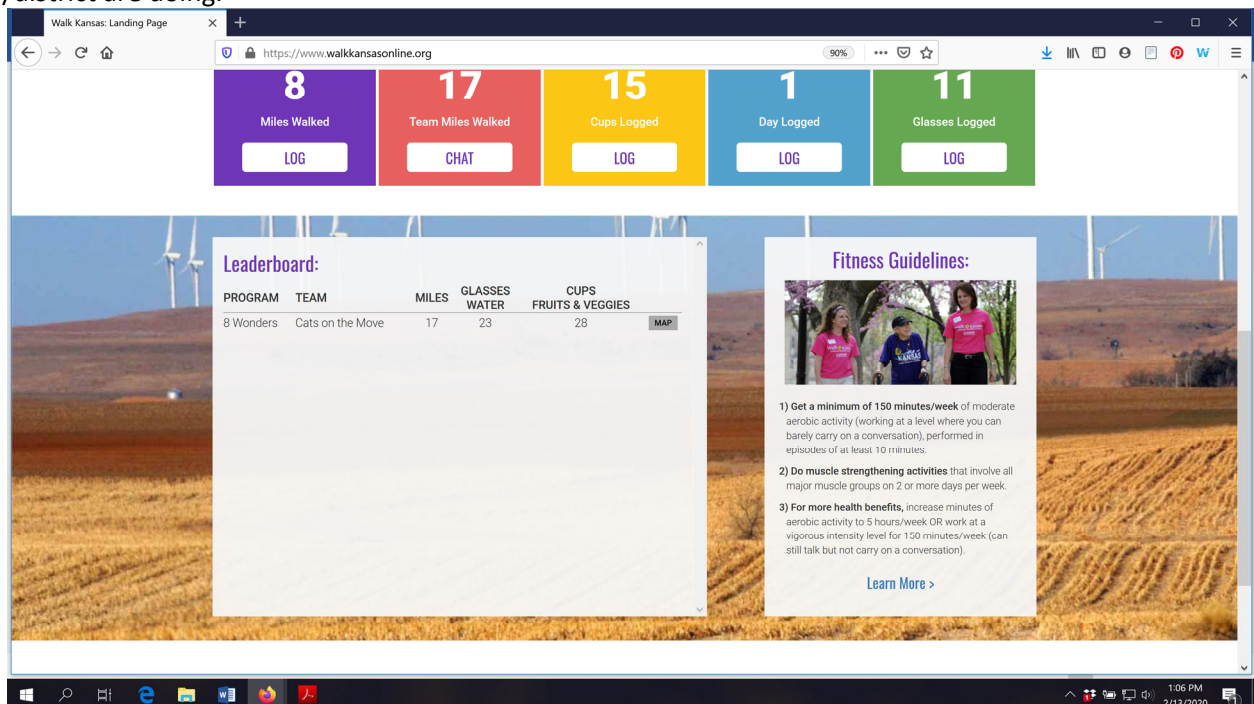 district are doing.
Walk Kansas: Landing Page
https://www.walkkansasonline.org
90%
8
Miles Walked
LOG
17
Team Miles Walked
CHAT
15
Cups Logged
LOG
1
Day Logged
LOG
11
Glasses Logged
LOG
Leaderboard:
PROGRAM TEAM MILES GLASSES WATER CUPS FRUITS & VEGGIES
8 Wonders Cats on the Move 17 23 28 MAP
Fitness Guidelines:
1) Get a minimum of 150 minutes/week of moderate
aerobic activity (working at a level where you can
barely carry on a conversation), performed in
episodes of at least 10 minutes.
2) Do muscle strengthening activities that involve all
major muscle groups on 2 or more days per week.
3) For more health benefits, increase minutes of
aerobic activity to 5 hours/week OR work at a
vigorous intensity level for 150 minutes/week (can
still talk but not carry on a conversation).
Learn More >
1:06 PM
2/13/2020